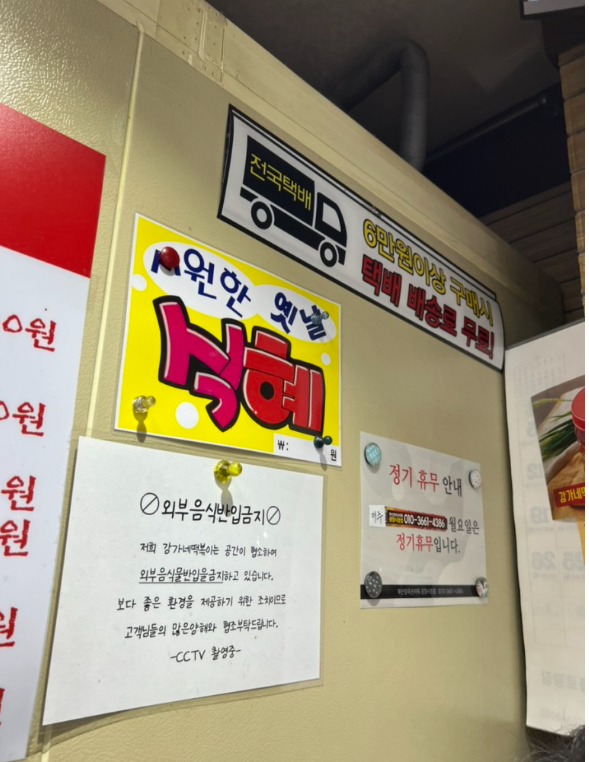 전국택배
6만원이상 구매시
택배 배송료 무료!
시원한 옛날
식혜
₩: 원
0원
0원
원
원
원
⊘외부음식반입금지⊘
저희 강가네떡볶이는 공간이 협소하여
외부음식물반입을금지하고 있습니다.
보다 좋은 환경을 제공하기 위한 조치이므로
고객님들의 많은양해와 협조부탁드립니다.
-CCTV 촬영중-
정기 휴무 안내
매주 010-3661-4386 월요일은
정기휴무입니다.
강가네